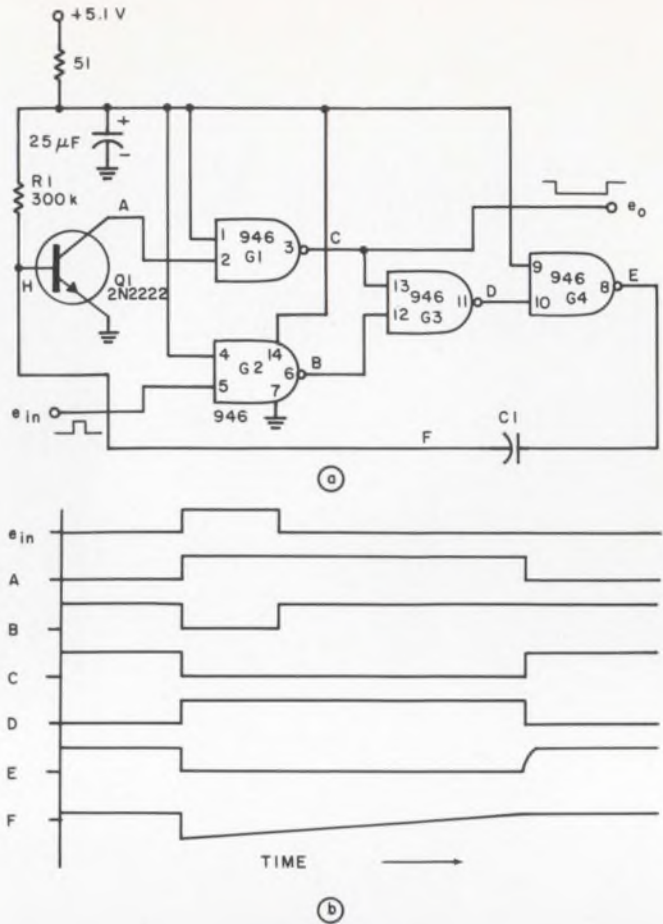 +5.1 V
51
25 μF
+
-
R1
300 k
A
H
Q1
2N2222
1
2
946
G1
3
C
e o
13
12
946
G3
11
D
9
10
946
G4
8
E
4
5
G2
14
6
7
B
946
e in
F
C1
a
e in
A
B
C
D
E
F
TIME
b